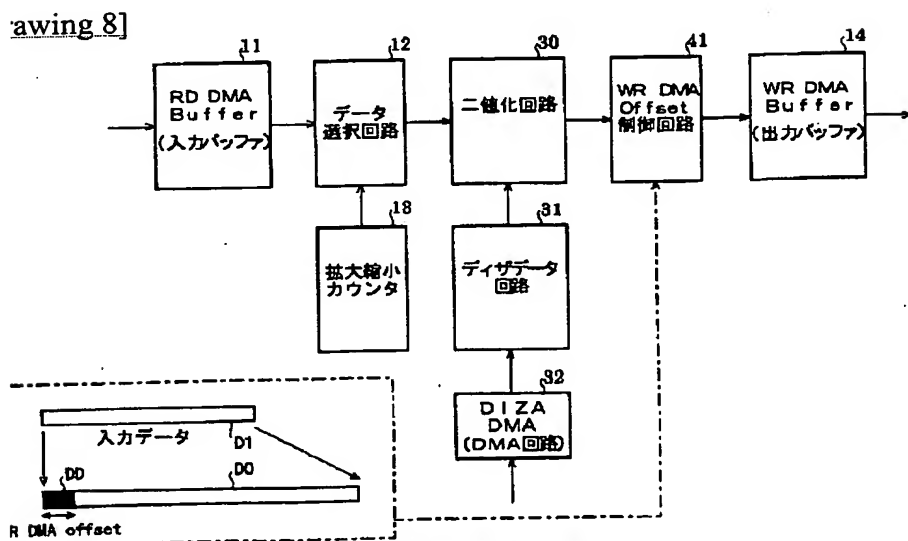 awing 8]
11
RD DMA
Buffer
(入力バッファ)
12
データ
選択回路
30
二値化回路
41
WR DMA
Offset
制御回路
14
WR DMA
Buffer
(出力バッファ)
18
拡大縮小
カウンタ
31
ディザデータ
回路
32
DIZA
DMA
(DMA回路)
入力データ
D1
DD
D0
R DMA offset